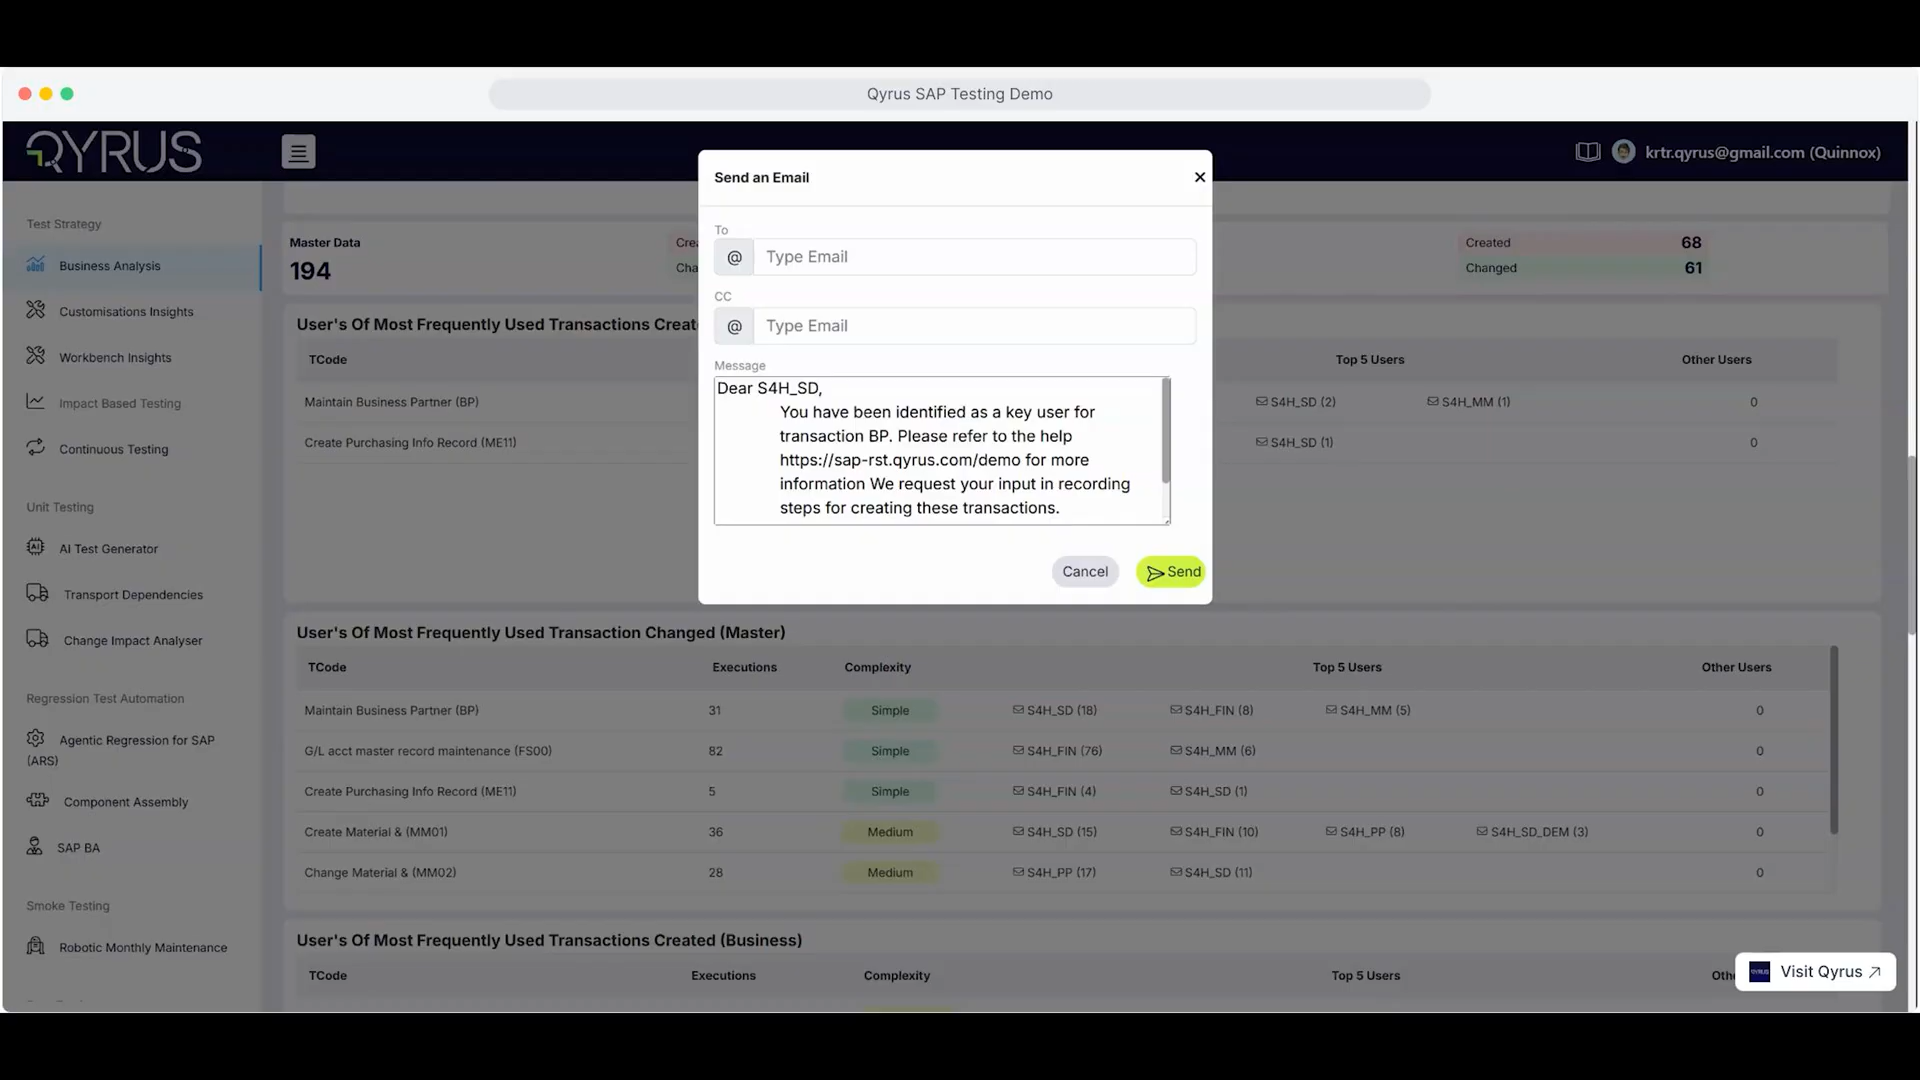 Qyrus SAP Testing Demo
QYRUS
krtr.qyrus@gmail.com (Quinnox)
Test Strategy
Business Analysis
Customisations Insights
Workbench Insights
Impact Based Testing
Continuous Testing
Unit Testing
AI Test Generator
Transport Dependencies
Change Impact Analyser
Regression Test Automation
Agentic Regression for SAP
(ARS)
Component Assembly
SAP BA
Smoke Testing
Robotic Monthly Maintenance
Master Data
194
Created 68
Changed 61
User's Of Most Frequently Used Transactions
TCode Top 5 Users Other Users
Maintain Business Partner (BP) S4H_SD (2) S4H_MM (1) 0
Create Purchasing Info Record (ME11) S4H_SD (1) 0
Send an Email
To
@ Type Email
CC
@ Type Email
Message
Dear S4H_SD,
You have been identified as a key user for
transaction BP. Please refer to the help
https://sap-rst.qyrus.com/demo for more
information We request your input in recording
steps for creating these transactions.
Cancel Send
User's Of Most Frequently Used Transaction Changed (Master)
TCode Executions Complexity Top 5 Users Other Users
Maintain Business Partner (BP) 31 Simple S4H_SD (18) S4H_FIN (8) S4H_MM (5) 0
G/L acct master record maintenance (FS00) 82 Simple S4H_FIN (76) S4H_MM (6) 0
Create Purchasing Info Record (ME11) 5 Simple S4H_FIN (4) S4H_SD (1) 0
Create Material & (MM01) 36 Medium S4H_SD (15) S4H_FIN (10) S4H_PP (8) S4H_SD_DEM (3) 0
Change Material & (MM02) 28 Medium S4H_PP (17) S4H_SD (11) 0
User's Of Most Frequently Used Transactions Created (Business)
TCode Executions Complexity Top 5 Users
Visit Qyrus